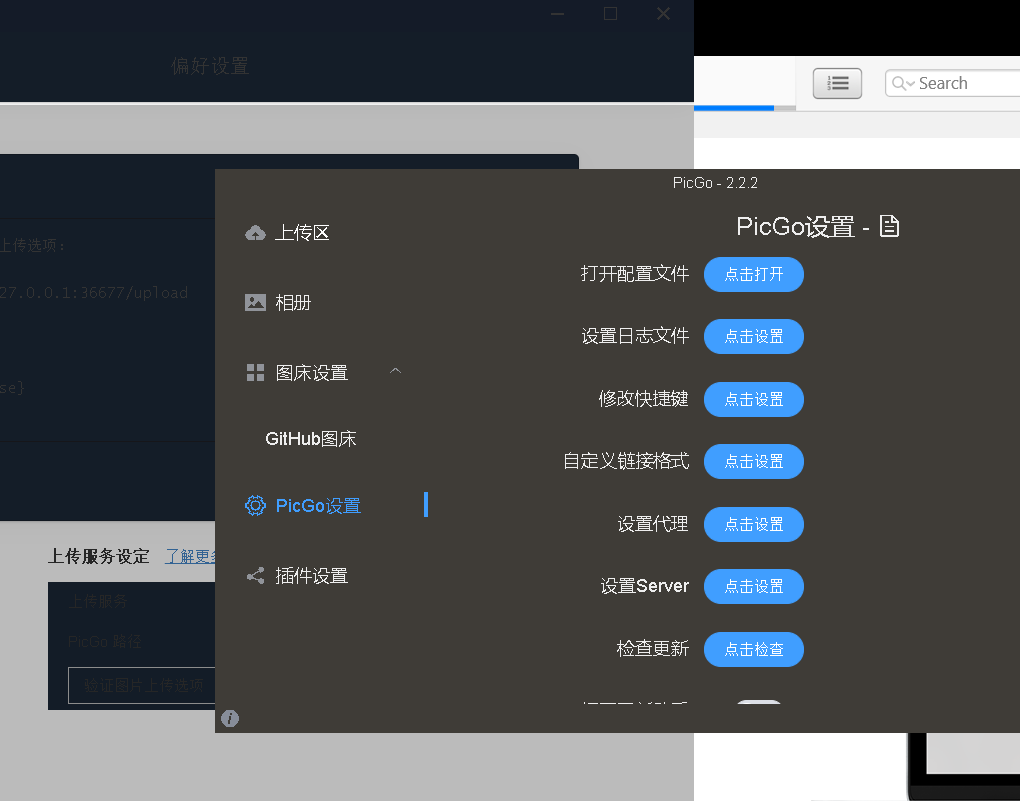 偏好设置
Search
上传选项:
27.0.0.1:36677/upload
se)
上传服务设定 了解更多
上传服务
PicGo 路径
验证图片上传选项
PicGo - 2.2.2
上传区
相册
图床设置
GitHub图床
PicGo设置
插件设置
PicGo设置 -
打开配置文件 点击打开
设置日志文件 点击设置
修改快捷键 点击设置
自定义链接格式 点击设置
设置代理 点击设置
设置Server 点击设置
检查更新 点击检查